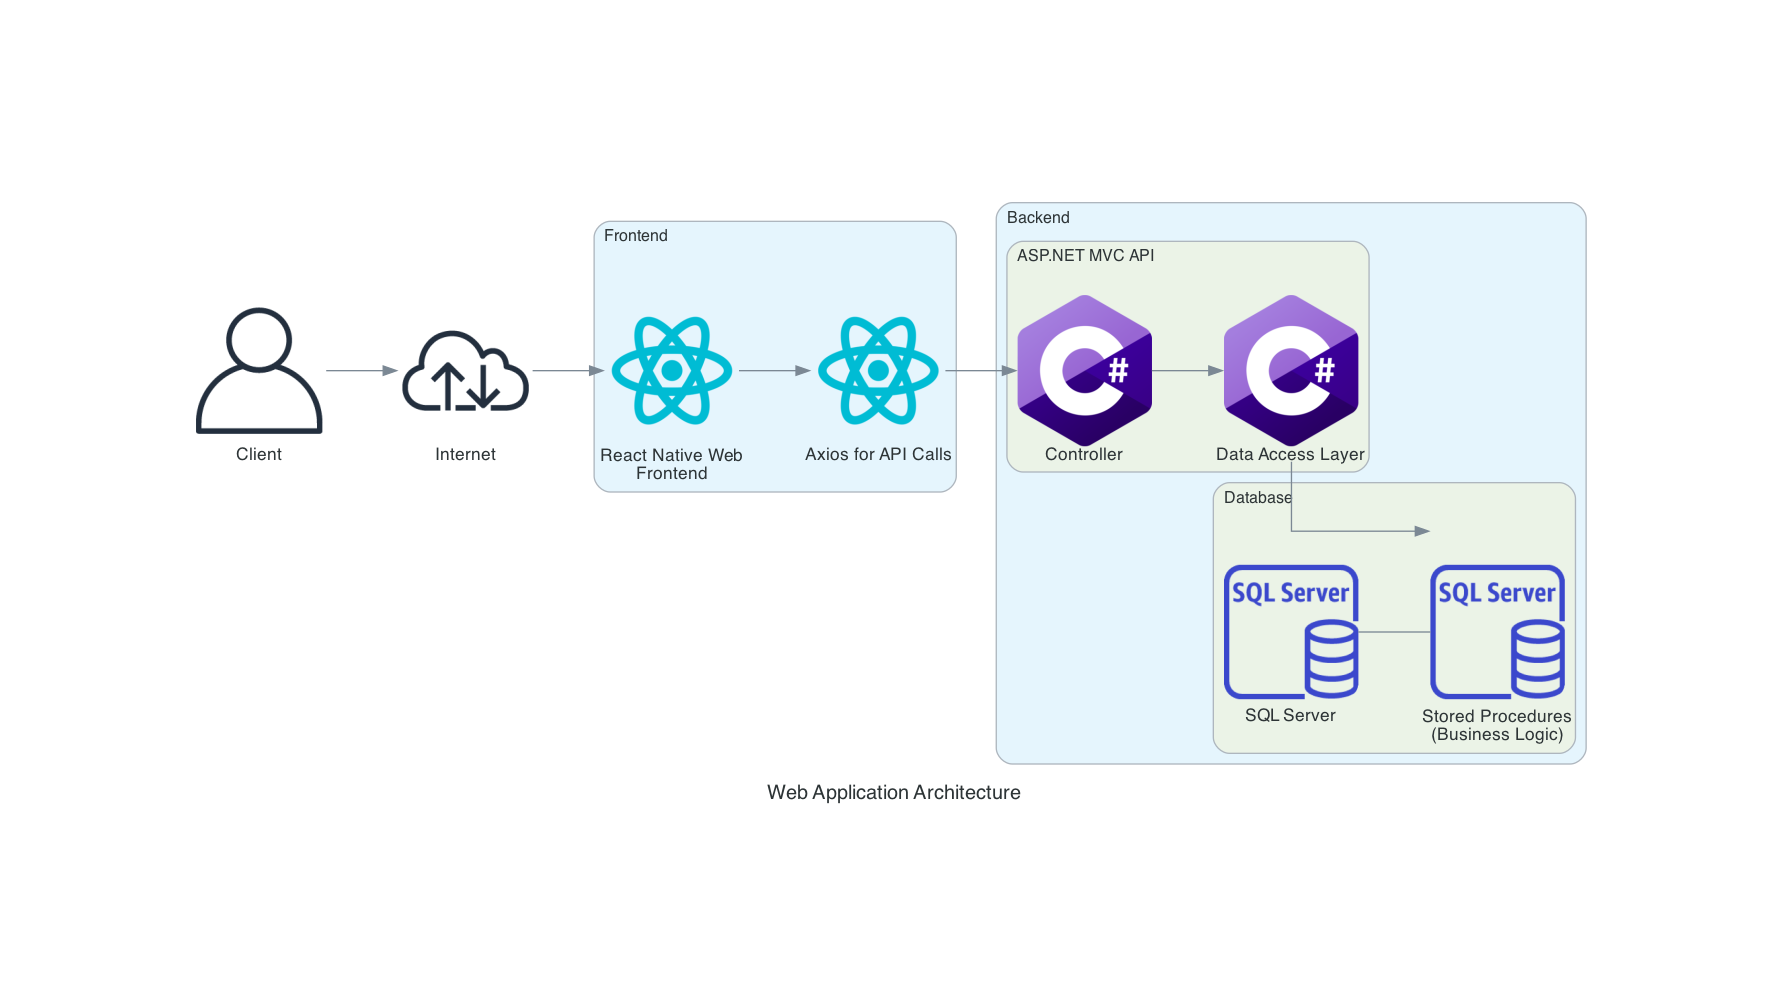 Backend
Frontend
ASP.NET MVC API
#
#
Client
Internet
React Native Web
Frontend
Axios for API Calls
Controller
Data Access Layer
Database
SQL Server
SQL Server
SQL Server
Stored Procedures
(Business Logic)
Web Application Architecture